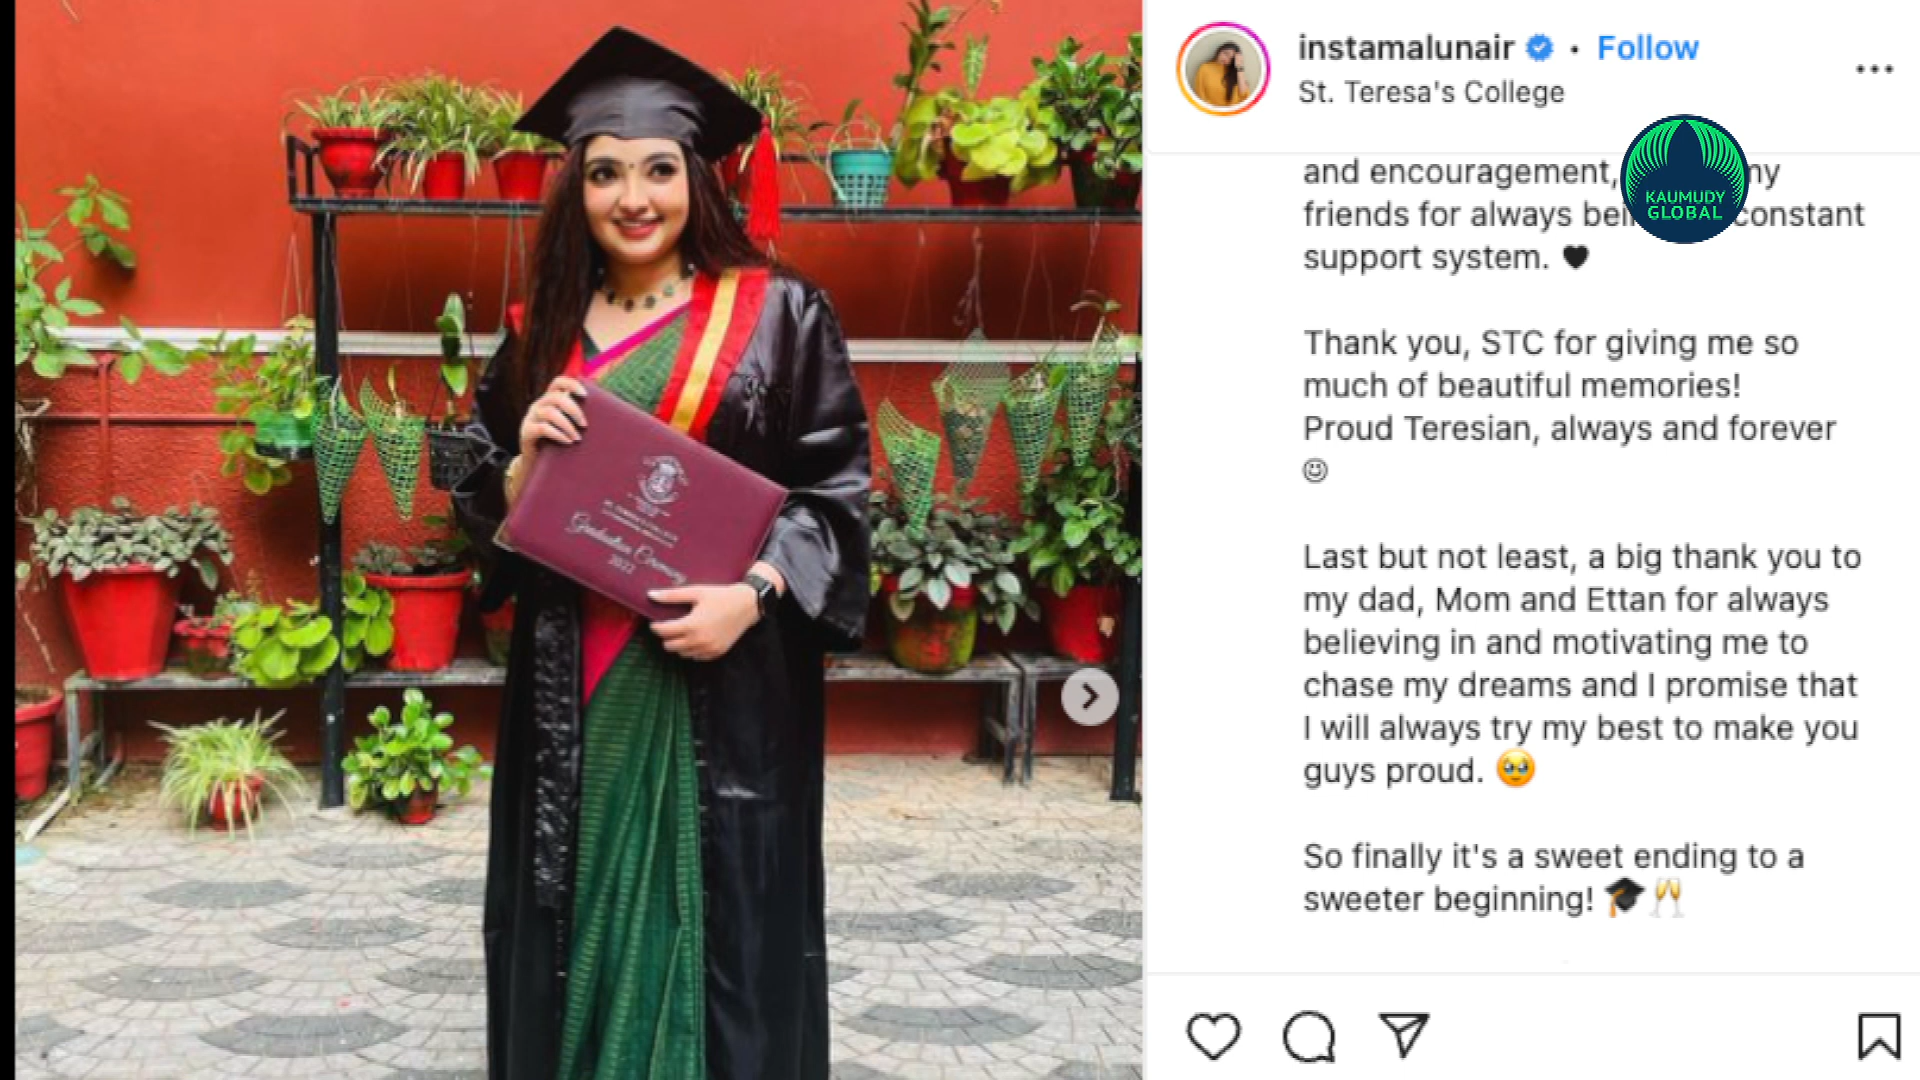 instamalunair • Follow
St. Teresa's College
and encouragement, my
KAUMUDY
GLOBAL
friends for always constant
support system. 🖤
Thank you, STC for giving me so
much of beautiful memories!
Proud Teresian, always and forever
☺
Last but not least, a big thank you to
my dad, Mom and Ettan for always
believing in and motivating me to
chase my dreams and I promise that
I will always try my best to make you
guys proud. 🥹
So finally it's a sweet ending to a
sweeter beginning! 🎓🥂
Graduation Ceremony
2022